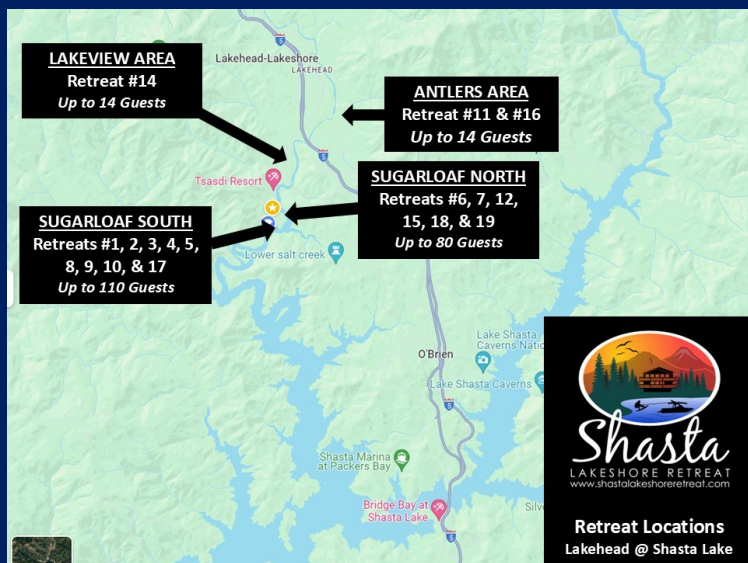 LAKEVIEW AREA
Retreat #14
Up to 14 Guests
Lakehead-Lakeshore
LAKEHEAD
5
ANTLERS AREA
Retreat #11 & #16
Up to 14 Guests
5
Tsasdi Resort
SUGARLOAF NORTH
Retreats #6, 7, 12,
15, 18, & 19
Up to 80 Guests
SUGARLOAF SOUTH
Retreats #1, 2, 3, 4, 5,
8, 9, 10, & 17
Up to 110 Guests
Lower salt creek
O'Brien
Lake Shasta
Caverns Natio
Lake Shasta Caverns
5
Shasta Marina
at Packers Bay
Bridge Bay at
Shasta Lake
5
Shasta
LAKESHORE RETREAT
www.shastalakeshoreretreat.com
Retreat Locations
Lakehead @ Shasta Lake